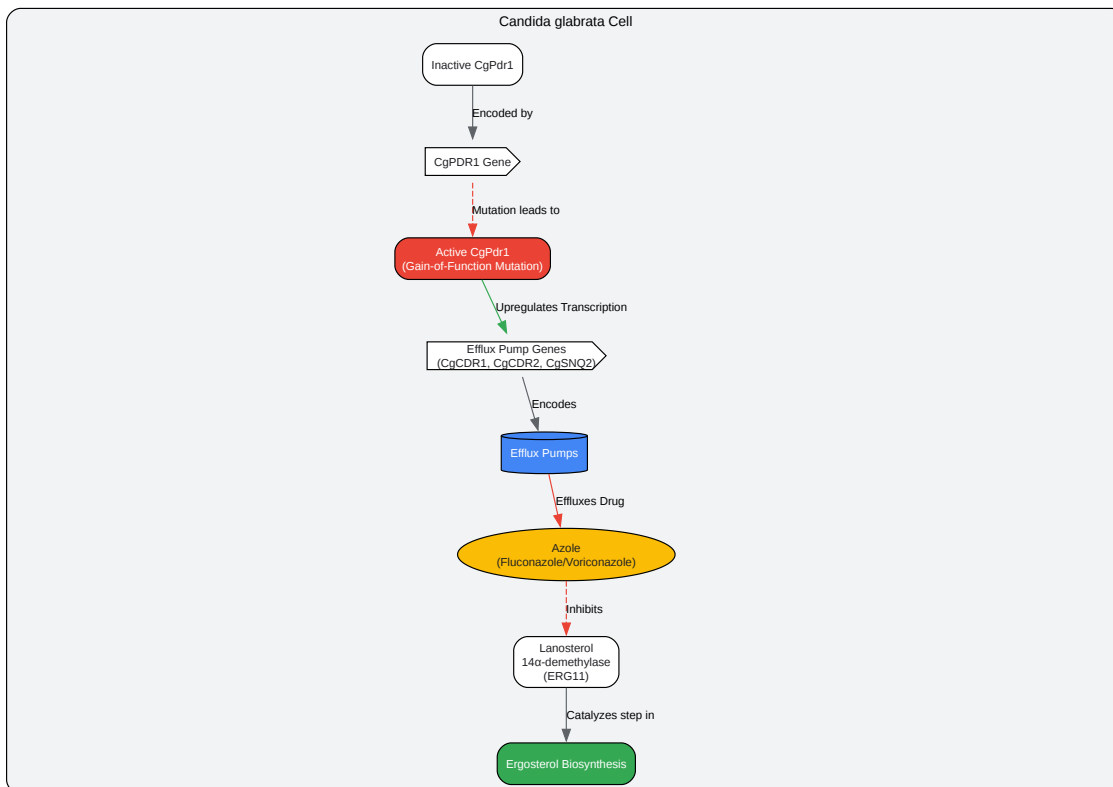 Candida glabrata Cell
Inactive CgPdr1
Encoded by
CgPDR1 Gene
Mutation leads to
Active CgPdr1
(Gain-of-Function Mutation)
Upregulates Transcription
Efflux Pump Genes
(CgCDR1, CgCDR2, CgSNQ2)
Encodes
Efflux Pumps
Effluxes Drug
Azole
(Fluconazole/Voriconazole)
Inhibits
Lanosterol
14α-demethylase
(ERG11)
Catalyzes step in
Ergosterol Biosynthesis